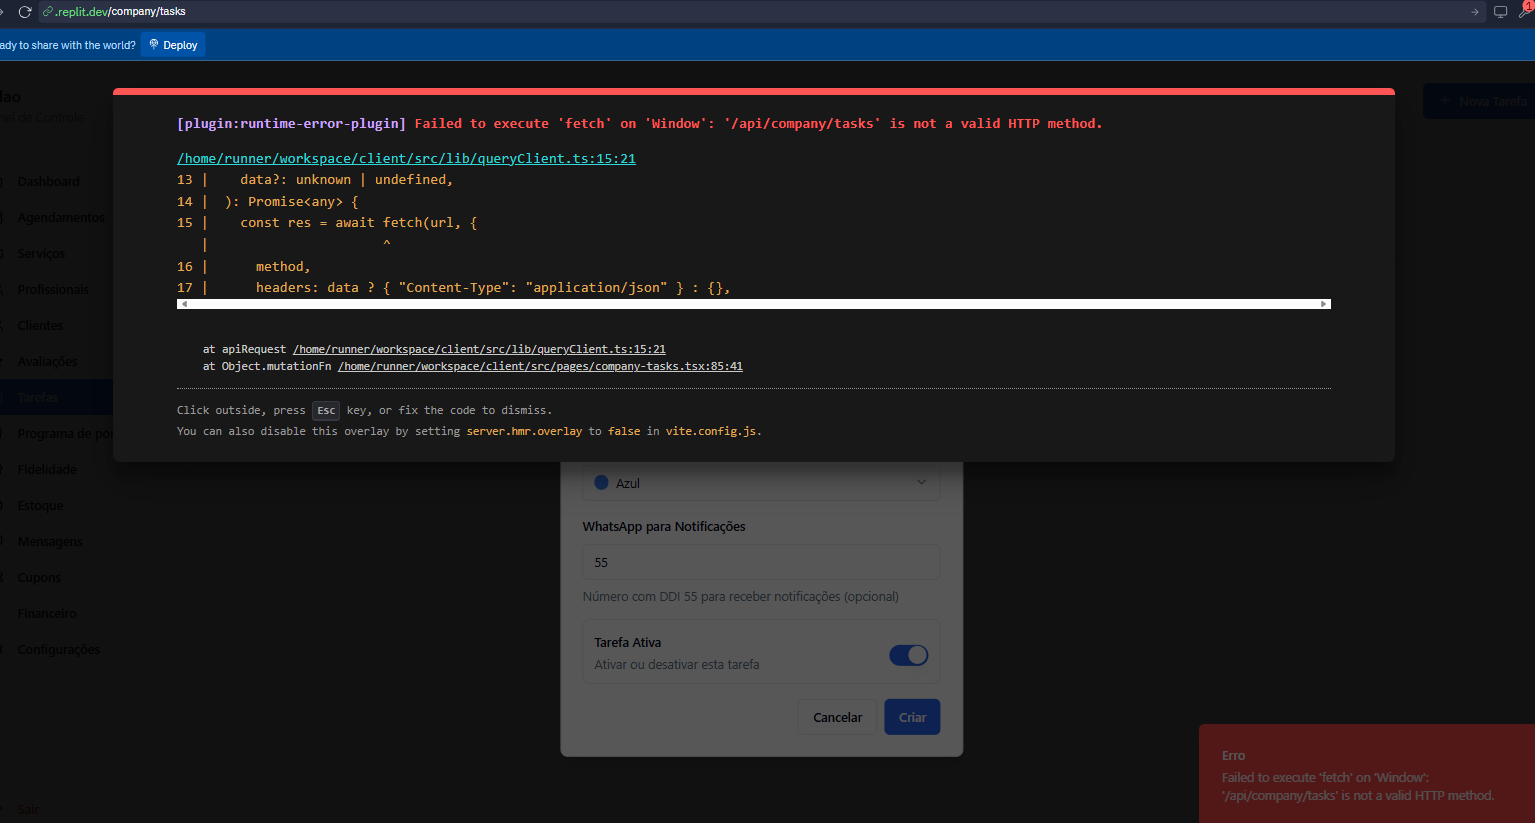 .replit.dev/company/tasks
1
ady to share with the world? Deploy
lao
nel de Controle
+ Nova Tarefa
[plugin:runtime-error-plugin] Failed to execute 'fetch' on 'Window': '/api/company/tasks' is not a valid HTTP method.
/home/runner/workspace/client/src/lib/queryClient.ts:15:21
13 | data?: unknown | undefined,
14 | ): Promise<any> {
15 | const res = await fetch(url, {
| ^
16 | method,
17 | headers: data ? { "Content-Type": "application/json" } : {},
at apiRequest /home/runner/workspace/client/src/lib/queryClient.ts:15:21
at Object.mutationFn /home/runner/workspace/client/src/pages/company-tasks.tsx:85:41
Click outside, press Esc key, or fix the code to dismiss.
You can also disable this overlay by setting server.hmr.overlay to false in vite.config.js.
Dashboard
Agendamentos
Serviços
Profissionais
Clientes
Avaliações
Tarefas
Programa de por
Fidelidade
Estoque
Mensagens
Cupons
Financeiro
Configurações
Sair
Azul
WhatsApp para Notificações
55
Número com DDI 55 para receber notificações (opcional)
Tarefa Ativa
Ativar ou desativar esta tarefa
Cancelar
Criar
Erro
Failed to execute 'fetch' on 'Window':
'/api/company/tasks' is not a valid HTTP method.